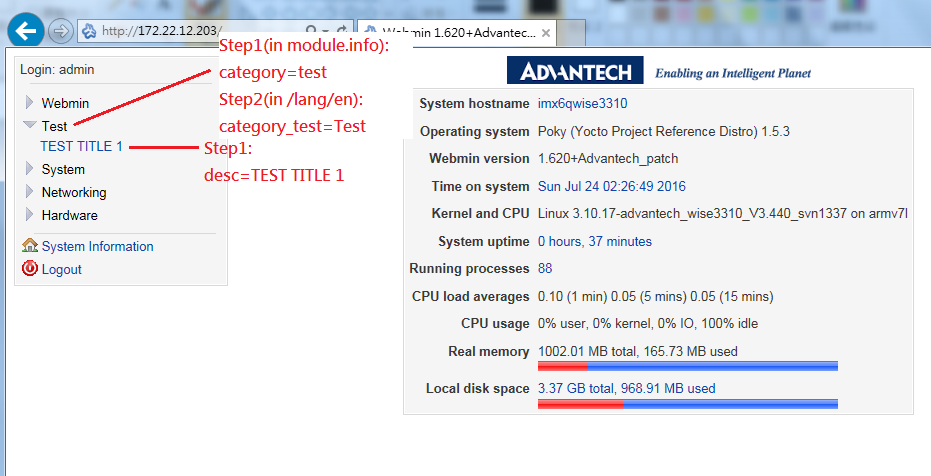 http://172.22.12.203/
Webmin 1.620+Advantec...
Login: admin
Webmin
Test
TEST TITLE 1
System
Networking
Hardware
System Information
Logout
Step1(in module.info):
category=test
Step2(in /lang/en):
category_test=Test
Step1:
desc=TEST TITLE 1
ADVANTECH Enabling an Intelligent Planet
System hostname imx6qwise3310
Operating system Poky (Yocto Project Reference Distro) 1.5.3
Webmin version 1.620+Advantech_patch
Time on system Sun Jul 24 02:26:49 2016
Kernel and CPU Linux 3.10.17-advantech_wise3310_V3.440_svn1337 on armv7l
System uptime 0 hours, 37 minutes
Running processes 88
CPU load averages 0.10 (1 min) 0.05 (5 mins) 0.05 (15 mins)
CPU usage 0% user, 0% kernel, 0% IO, 100% idle
Real memory 1002.01 MB total, 165.73 MB used
Local disk space 3.37 GB total, 968.91 MB used